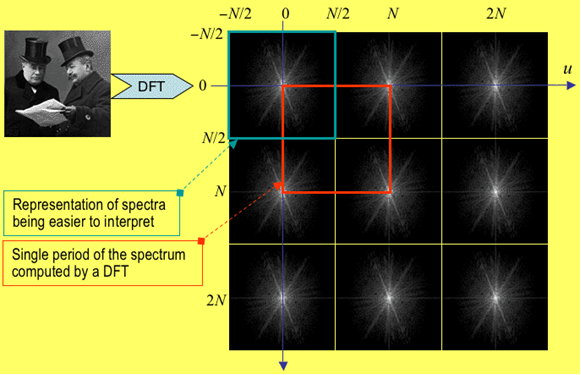 −N/2 0 N/2 N 2N
−N/2
DFT
0
u
N/2
N
2N
Representation of spectra
being easier to interpret
Single period of the spectrum
computed by a DFT